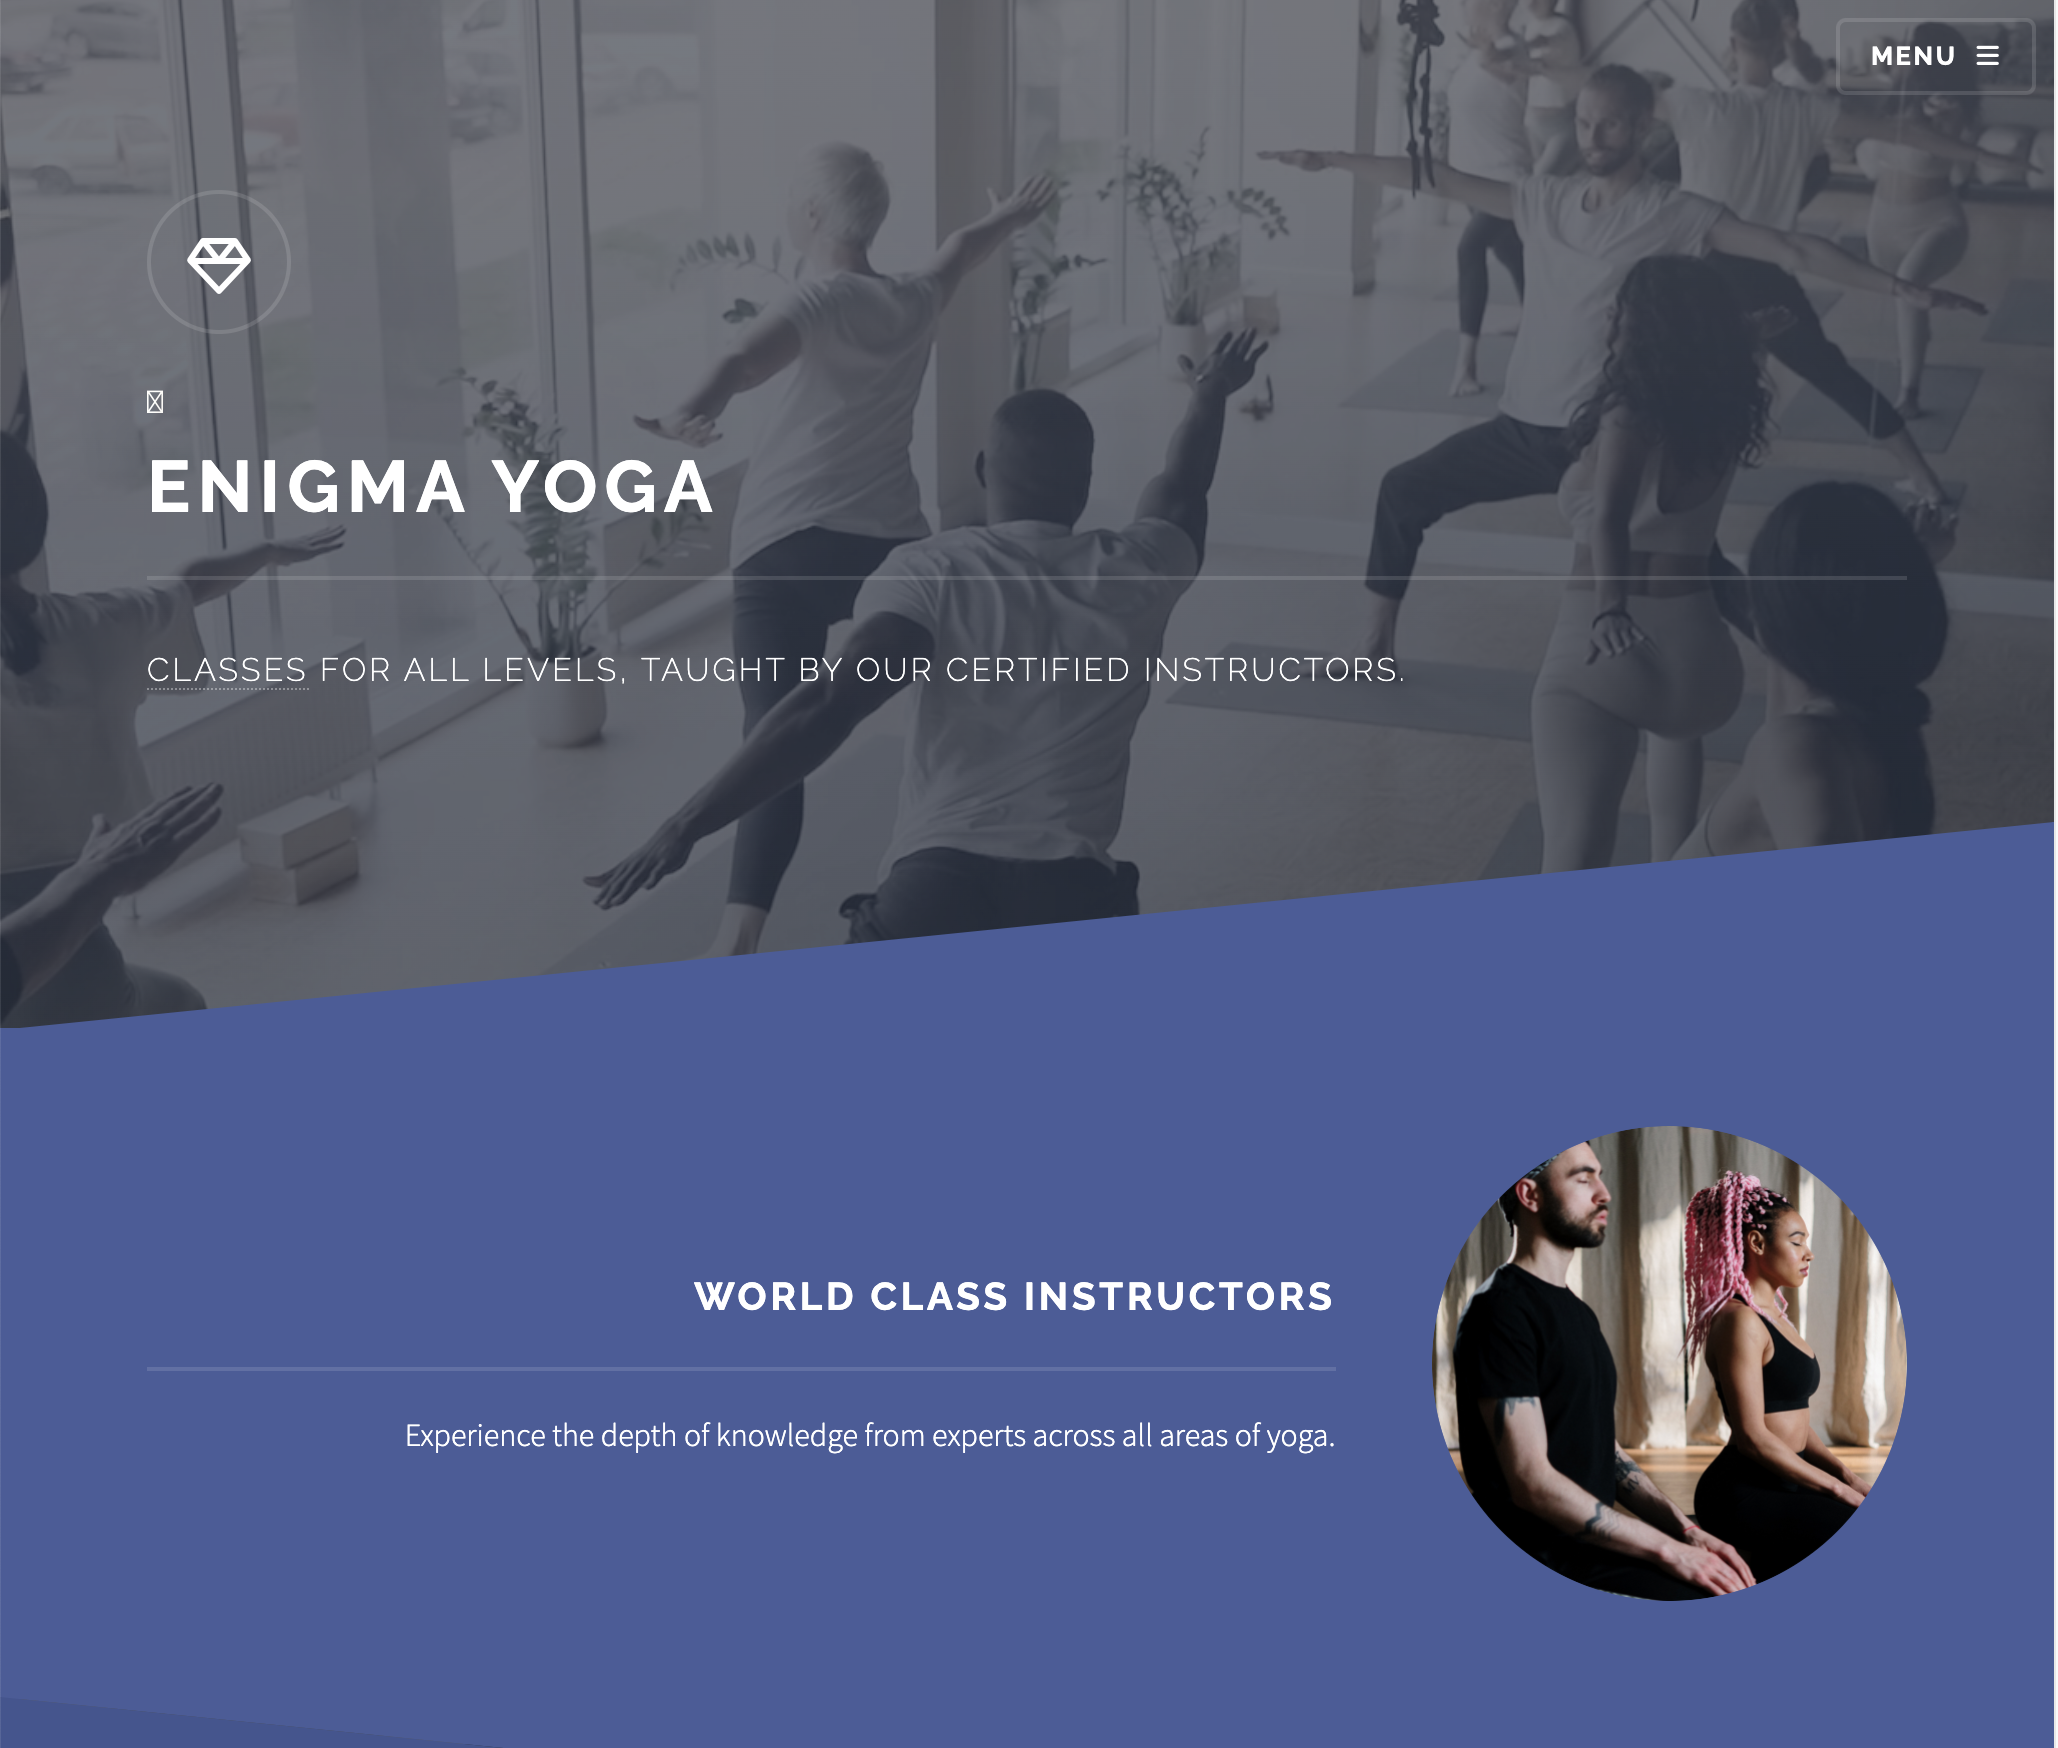 MENU
ENIGMA YOGA
CLASSES FOR ALL LEVELS, TAUGHT BY OUR CERTIFIED INSTRUCTORS.
WORLD CLASS INSTRUCTORS
Experience the depth of knowledge from experts across all areas of yoga.